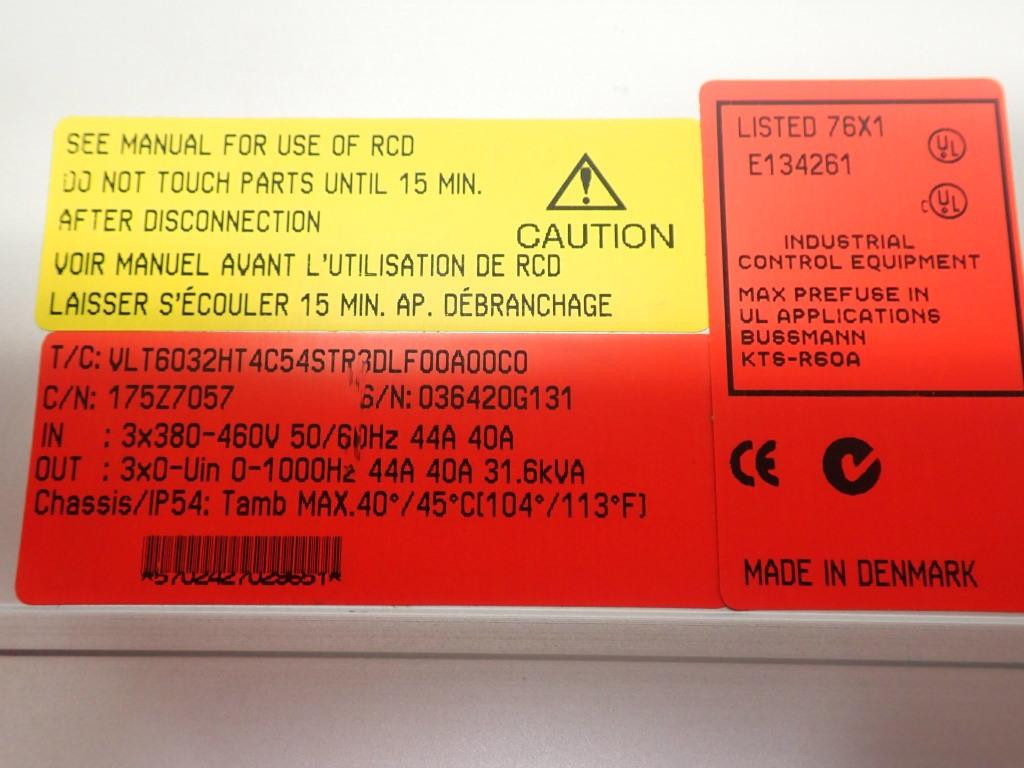 SEE MANUAL FOR USE OF RCD
DO NOT TOUCH PARTS UNTIL 15 MIN.
AFTER DISCONNECTION
CAUTION
VOIR MANUEL AVANT L'UTILISATION DE RCD
LAISSER S'ÉCOULER 15 MIN. AP. DÉBRANCHAGE
T/C: VLT6032HT4C54STR3DLF00A00C0
C/N: 175Z7057 S/N: 036420G131
IN : 3x380-460V 50/60Hz 44A 40A
OUT : 3x0-Uin 0-1000Hz 44A 40A 31.6kVA
Chassis/IP54: Tamb MAX.40°/45°C(104°/113°F)
LISTED 76X1
E134261
UL
c UL
INDUSTRIAL
CONTROL EQUIPMENT
MAX PREFUSE IN
UL APPLICATIONS
BUSSMANN
KTS-R60A
CE
MADE IN DENMARK